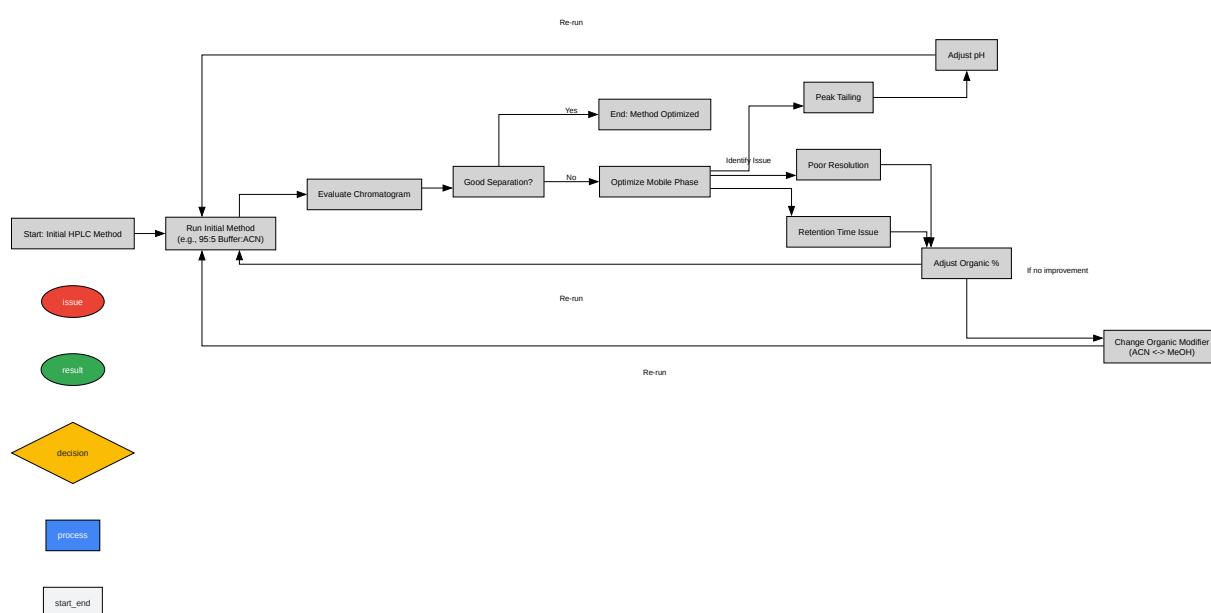 Re-run
Adjust pH
Peak Tailing
Yes
End: Method Optimized
Identify Issue
Poor Resolution
Good Separation?
No
Optimize Mobile Phase
Evaluate Chromatogram
Start: Initial HPLC Method
Run Initial Method
(e.g., 95:5 Buffer:ACN)
Retention Time Issue
Adjust Organic %
If no improvement
issue
Re-run
Change Organic Modifier
(ACN <-> MeOH)
result
Re-run
decision
process
start_end